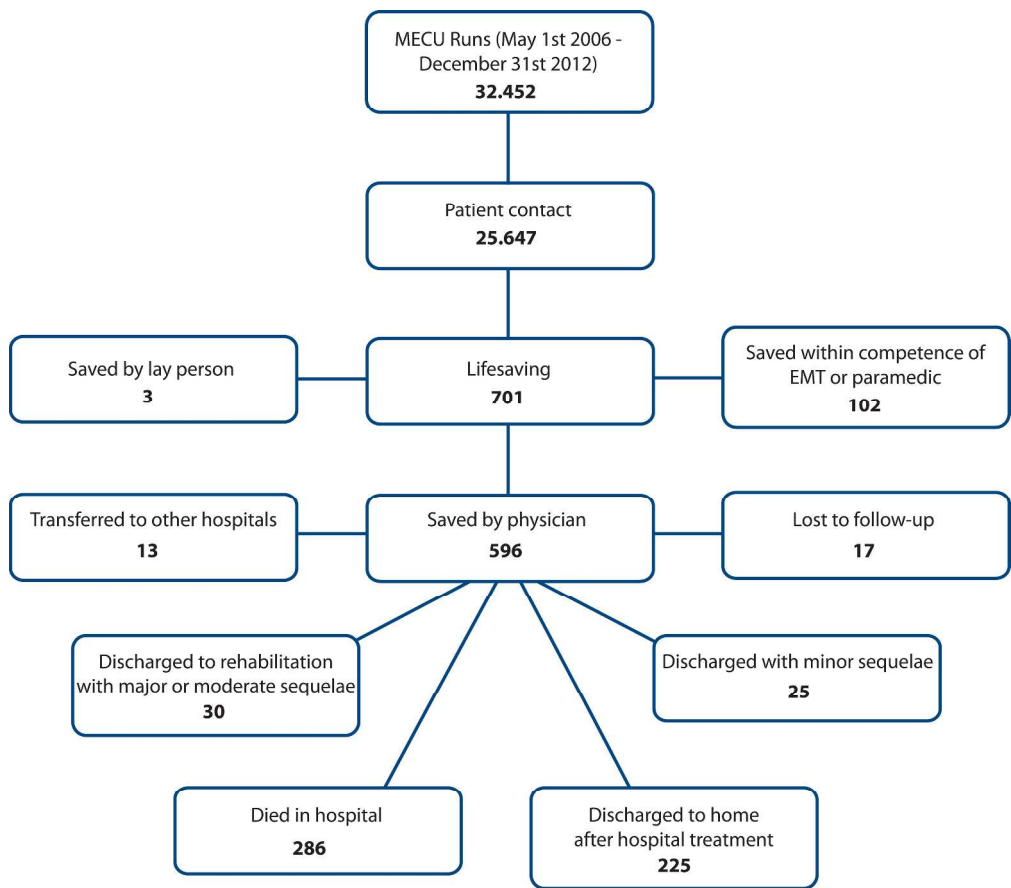 MECU Runs (May 1st 2006 -
December 31st 2012)
32.452
Patient contact
25.647
Saved by lay person
3
Lifesaving
701
Saved within competence of
EMT or paramedic
102
Transferred to other hospitals
13
Saved by physician
596
Lost to follow-up
17
Discharged to rehabilitation
with major or moderate sequelae
30
Discharged with minor sequelae
25
Died in hospital
286
Discharged to home
after hospital treatment
225